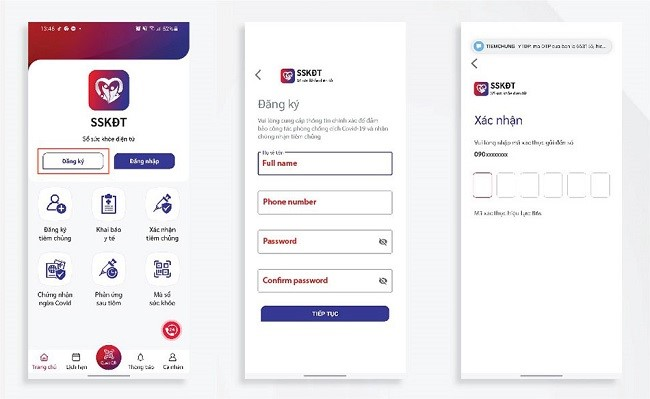 13:46
62%
SSKĐT
Sổ sức khỏe điện tử
Đăng ký
Đăng nhập
Đăng ký tiêm chủng
Khai báo y tế
Xác nhận tiêm chủng
Chứng nhận ngừa Covid
Phản ứng sau tiêm
Mã số sức khỏe
24
Trang chủ
Lịch hẹn
Quét QR
Thông báo
Cá nhân
SSKĐT
Sổ sức khỏe điện tử
Đăng ký
Vui lòng cung cấp thông tin chính xác để đảm
bảo công tác phòng chống dịch Covid-19 và nhận
chứng nhận tiêm chủng
Họ và tên
Full name
Phone number
Password
Confirm password
TIẾP TỤC
TIEMCHUNG
SSKĐT
Sổ sức khỏe điện tử
Xác nhận
Vui lòng nhập mã xác thực gửi đến số
090xxxxxxx
Mã xác thực hiệu lực